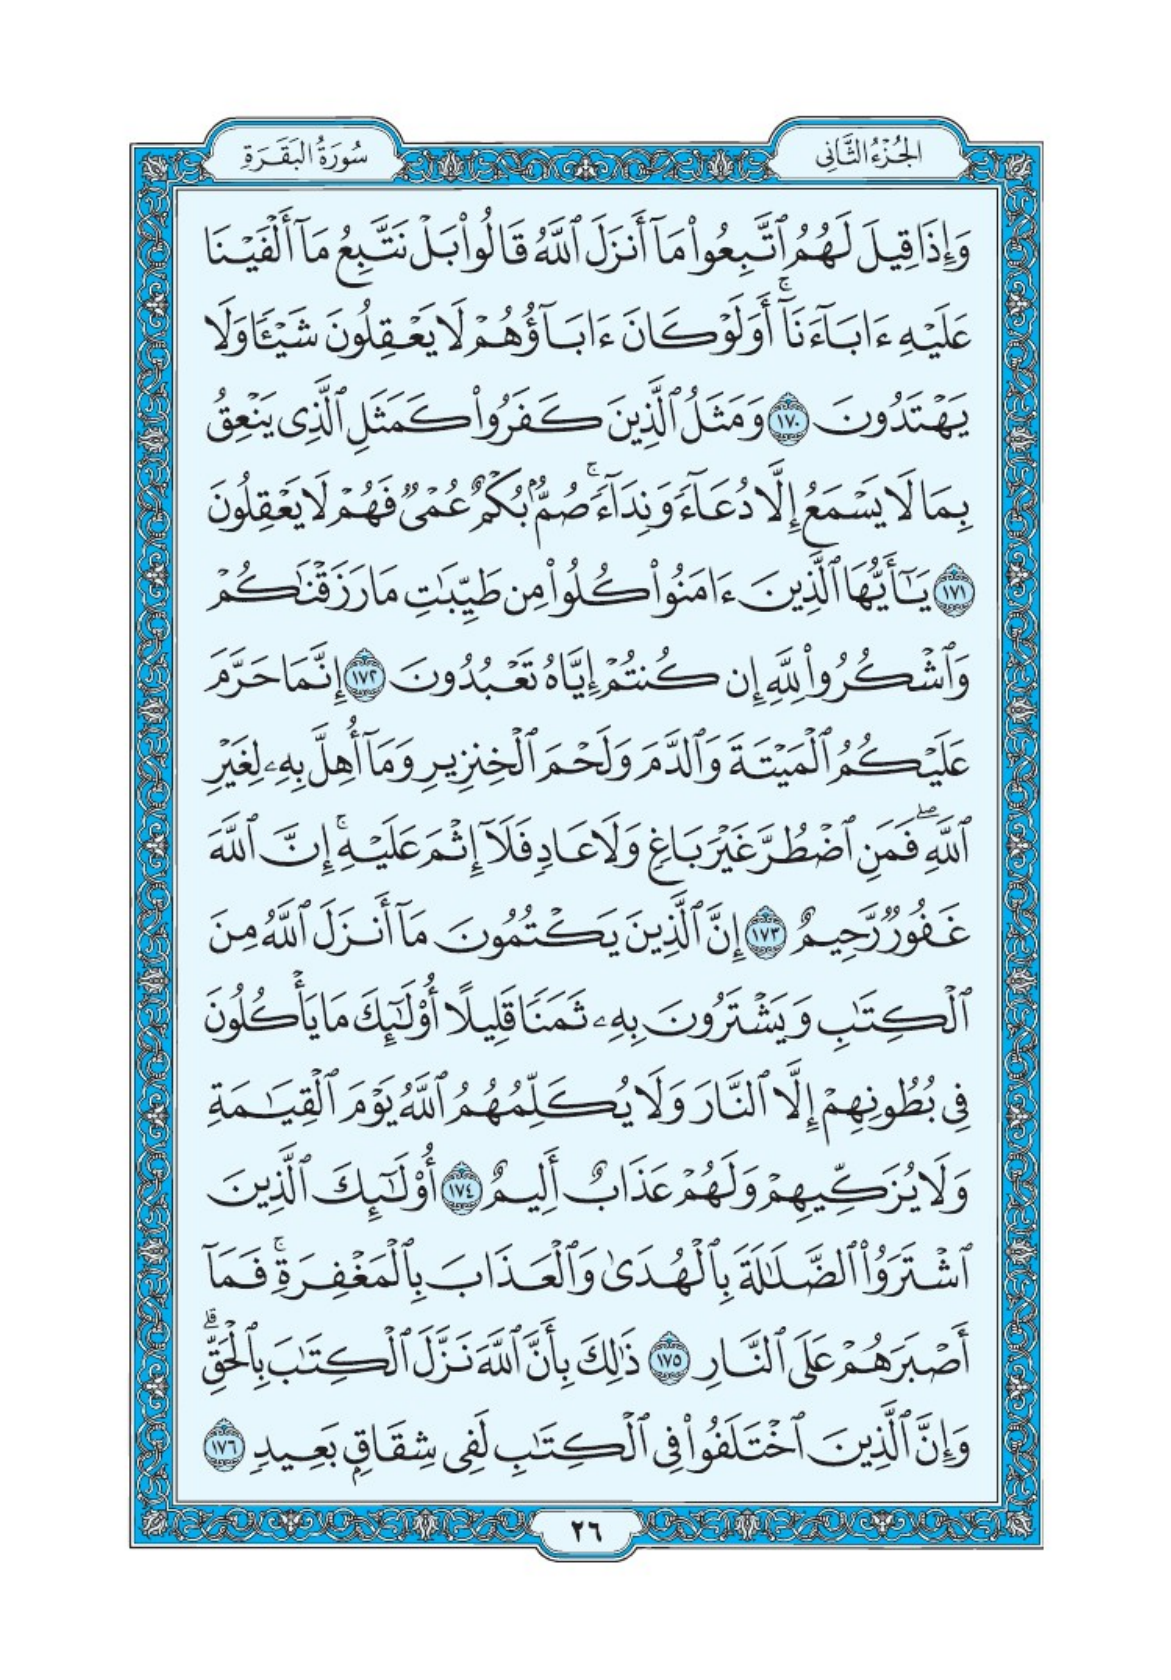 الجُزْءُ الثَّانِي
سُورَةُ البَقَرَةِ
وَإِذَا قِيلَ لَهُمُ ٱتَّبِعُوا۟ مَآ أَنزَلَ ٱللَّهُ قَالُوا۟ بَلْ نَتَّبِعُ مَآ أَلْفَيْنَا
عَلَيْهِ ءَابَآءَنَآ ۚ أَوَلَوْ كَانَ ءَابَآؤُهُمْ لَا يَعْقِلُونَ شَيْـًٔا وَلَا
يَهْتَدُونَ ١٧٠ وَمَثَلُ ٱلَّذِينَ كَفَرُوا۟ كَمَثَلِ ٱلَّذِى يَنْعِقُ
بِمَا لَا يَسْمَعُ إِلَّا دُعَآءً وَنِدَآءً ۚ صُمٌّۢ بُكْمٌ عُمْىٌ فَهُمْ لَا يَعْقِلُونَ
١٧١ يَـٰٓأَيُّهَا ٱلَّذِينَ ءَامَنُوا۟ كُلُوا۟ مِن طَيِّبَـٰتِ مَا رَزَقْنَـٰكُمْ
وَٱشْكُرُوا۟ لِلَّهِ إِن كُنتُمْ إِيَّاهُ تَعْبُدُونَ ١٧٢ إِنَّمَا حَرَّمَ
عَلَيْكُمُ ٱلْمَيْتَةَ وَٱلدَّمَ وَلَحْمَ ٱلْخِنزِيرِ وَمَآ أُهِلَّ بِهِۦ لِغَيْرِ
ٱللَّهِ ۖ فَمَنِ ٱضْطُرَّ غَيْرَ بَاغٍ وَلَا عَادٍ فَلَآ إِثْمَ عَلَيْهِ ۚ إِنَّ ٱللَّهَ
غَفُورٌ رَّحِيمٌ ١٧٣ إِنَّ ٱلَّذِينَ يَكْتُمُونَ مَآ أَنزَلَ ٱللَّهُ مِنَ
ٱلْكِتَـٰبِ وَيَشْتَرُونَ بِهِۦ ثَمَنًا قَلِيلًا أُو۟لَـٰٓئِكَ مَا يَأْكُلُونَ
فِى بُطُونِهِمْ إِلَّا ٱلنَّارَ وَلَا يُكَلِّمُهُمُ ٱللَّهُ يَوْمَ ٱلْقِيَـٰمَةِ
وَلَا يُزَكِّيهِمْ وَلَهُمْ عَذَابٌ أَلِيمٌ ١٧٤ أُو۟لَـٰٓئِكَ ٱلَّذِينَ
ٱشْتَرَوُا۟ ٱلضَّلَـٰلَةَ بِٱلْهُدَىٰ وَٱلْعَذَابَ بِٱلْمَغْفِرَةِ ۚ فَمَآ
أَصْبَرَهُمْ عَلَى ٱلنَّارِ ١٧٥ ذَٰلِكَ بِأَنَّ ٱللَّهَ نَزَّلَ ٱلْكِتَـٰبَ بِٱلْحَقِّ ۗ
وَإِنَّ ٱلَّذِينَ ٱخْتَلَفُوا۟ فِى ٱلْكِتَـٰبِ لَفِى شِقَاقٍۭ بَعِيدٍ ١٧٦
٢٦